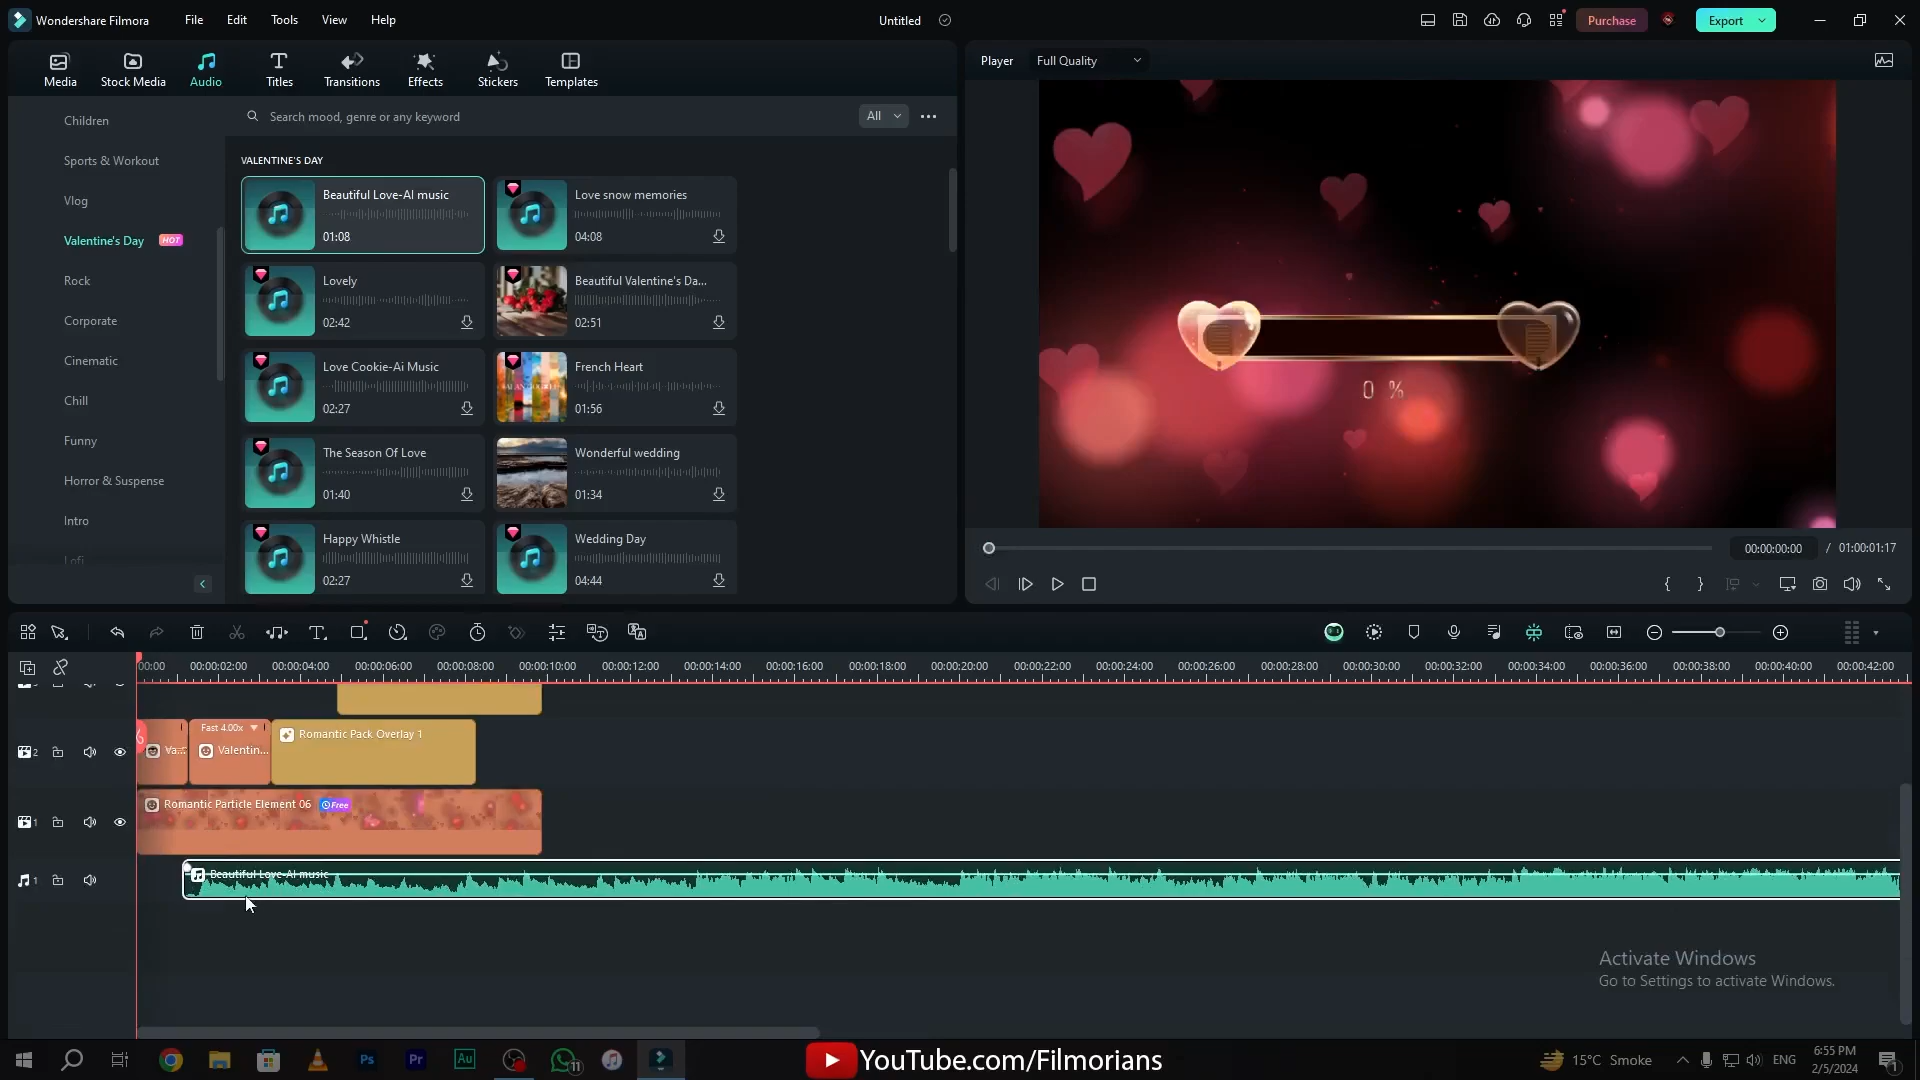 Wondershare Filmora
File Edit Tools View Help
Untitled
Purchase
Export
Media
Stock Media
Audio
Titles
Transitions
Effects
Stickers
Templates
Player Full Quality
Children
Sports & Workout
Vlog
Valentine's Day HOT
Rock
Corporate
Cinematic
Chill
Funny
Horror & Suspense
Intro
Lofi
Search mood, genre or any keyword
All
VALENTINE'S DAY
Beautiful Love-AI music
01:08
Love snow memories
04:08
Lovely
02:42
Beautiful Valentine's Da...
02:51
Love Cookie-Ai Music
02:27
French Heart
01:56
The Season Of Love
01:40
Wonderful wedding
01:34
Happy Whistle
02:27
Wedding Day
04:44
0 %
00:00:00:00 / 01:00:01:17
00:00 00:00:02:00 00:00:04:00 00:00:06:00 00:00:08:00 00:00:10:00 00:00:12:00 00:00:14:00 00:00:16:00 00:00:18:00 00:00:20:00 00:00:22:00 00:00:24:00 00:00:26:00 00:00:28:00 00:00:30:00 00:00:32:00 00:00:34:00 00:00:36:00 00:00:38:00 00:00:40:00 00:00:42:00
2
Va...
Fast 4.00x
Valentin...
Romantic Pack Overlay 1
1
Romantic Particle Element 06 Free
1
Beautiful Love-AI music
Activate Windows
Go to Settings to activate Windows.
Ps
Pr
Au
11
YouTube.com/Filmorians
15°C Smoke
ENG
6:55 PM
2/5/2024
1